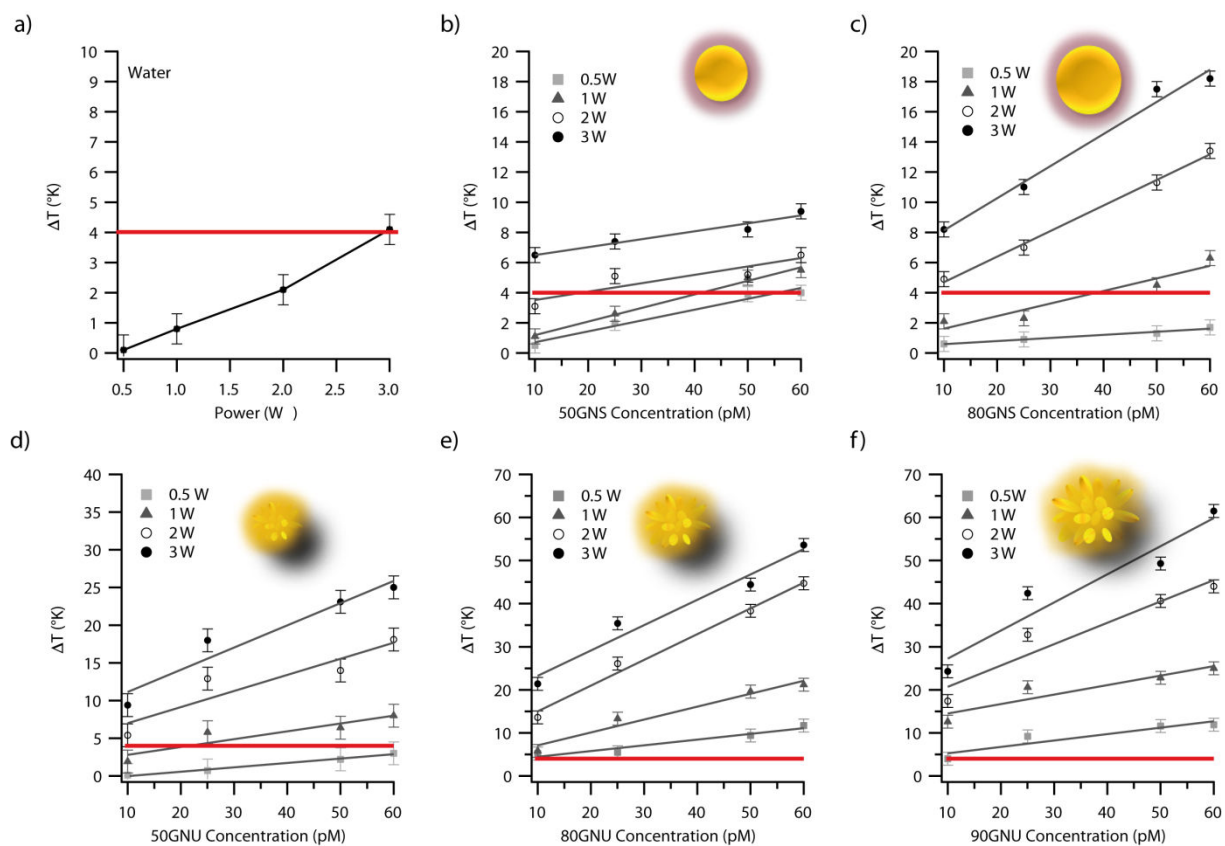 a)
10
9
8
7
6
5
4
3
2
1
0
ΔT (°K)
Water
0.5
1.0
1.5
2.0
2.5
3.0
Power (W )
b)
20
18
16
14
12
10
8
6
4
2
0
ΔT (°K)
0.5W
1 W
2 W
3 W
10
20
30
40
50
60
50GNS Concentration (pM)
c)
20
18
16
14
12
10
8
6
4
2
0
ΔT (°K)
0.5 W
1 W
2 W
3 W
10
20
30
40
50
60
80GNS Concentration (pM)
d)
40
35
30
25
20
15
10
5
0
ΔT (°K)
0.5 W
1 W
2 W
3 W
10
20
30
40
50
60
50GNU Concentration (pM)
e)
70
60
50
40
30
20
10
0
ΔT (°K)
0.5 W
1 W
2 W
3 W
10
20
30
40
50
60
80GNU Concentration (pM)
f)
70
60
50
40
30
20
10
0
ΔT (°K)
0.5W
1 W
2 W
3 W
10
20
30
40
50
60
90GNU Concentration (pM)